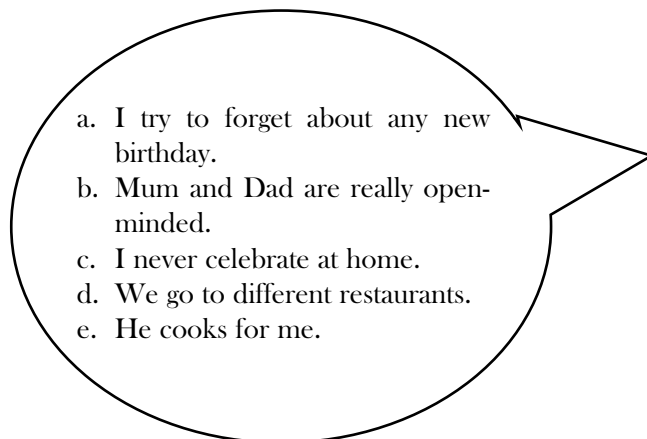 a. I try to forget about any new
birthday.
b. Mum and Dad are really open-
minded.
c. I never celebrate at home.
d. We go to different restaurants.
e. He cooks for me.